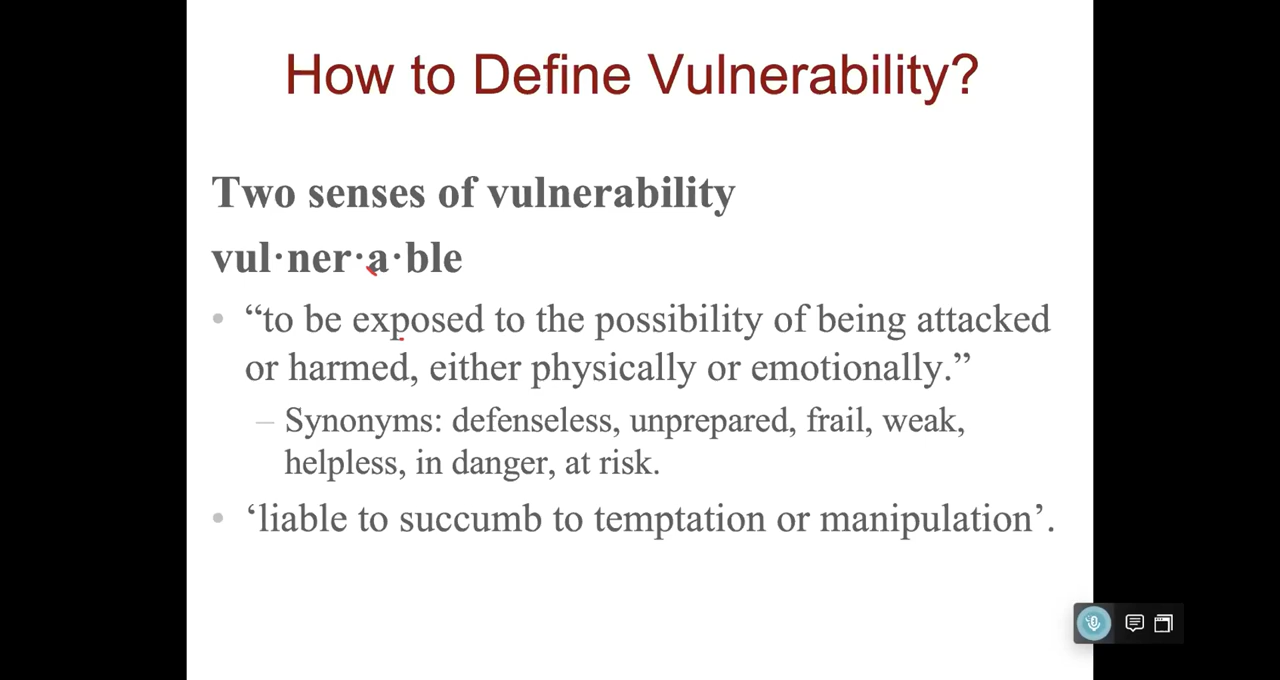 How to Define Vulnerability?
Two senses of vulnerability
vul·ner·a·ble
• “to be exposed to the possibility of being attacked
or harmed, either physically or emotionally.”
– Synonyms: defenseless, unprepared, frail, weak,
helpless, in danger, at risk.
• ‘liable to succumb to temptation or manipulation’.